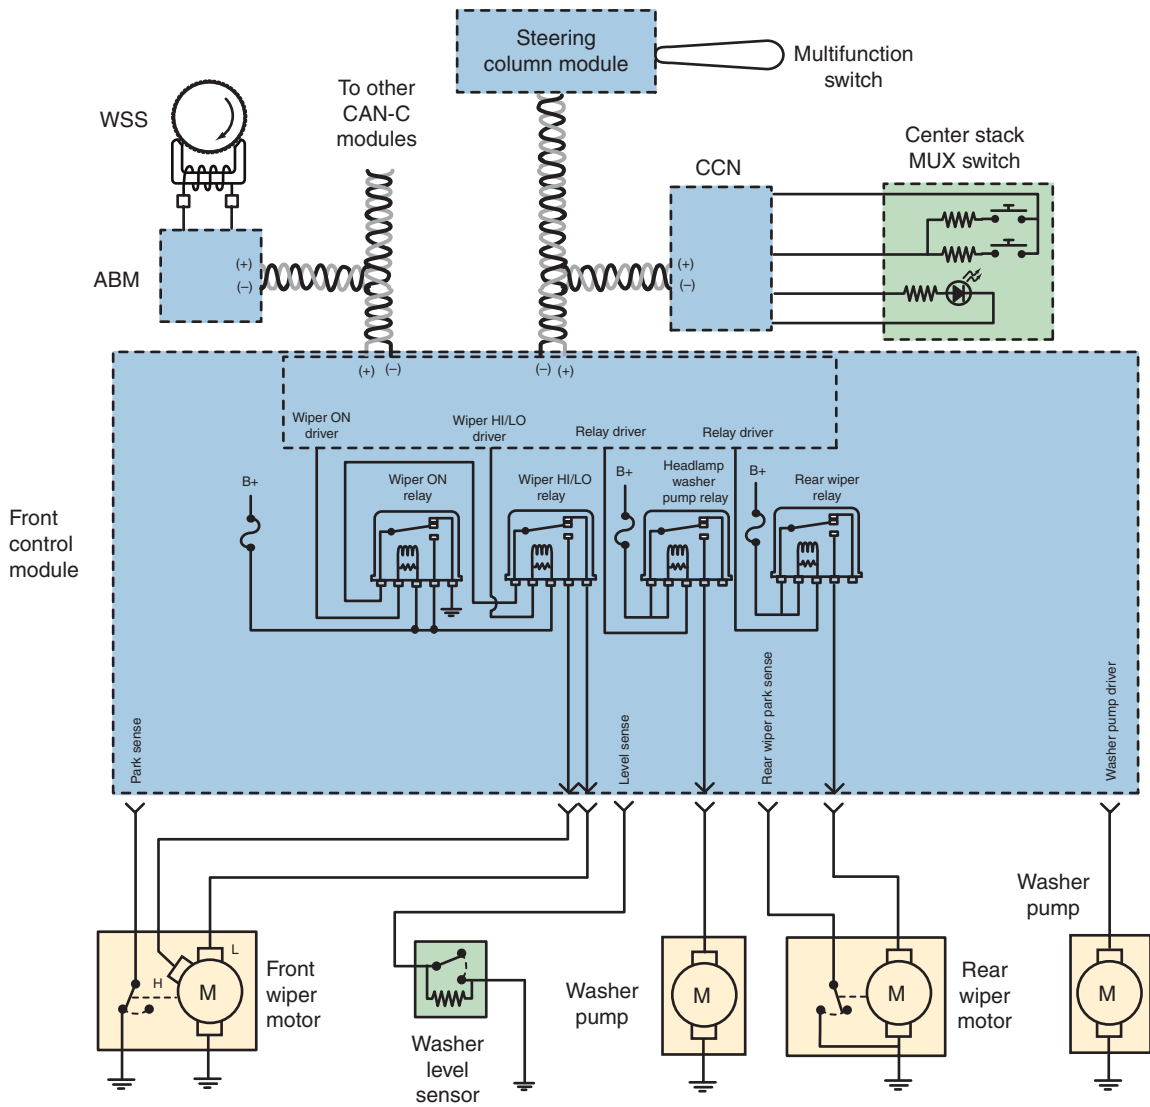 Steering
column module
Multifunction
switch
To other
CAN-C
modules
WSS
Center stack
MUX switch
CCN
ABM
(+)
(–)
(+)
(–)
(+)
(–)
(–)
(+)
Wiper ON
driver
Wiper HI/LO
driver
Relay driver
Relay driver
B+
Wiper ON
relay
Wiper HI/LO
relay
B+
Headlamp
washer
pump relay
B+
Rear wiper
relay
Front
control
module
Park sense
Level sense
Rear wiper park sense
Washer pump driver
L
H
M
Front
wiper
motor
Washer
level
sensor
Washer
pump
M
M
Rear
wiper
motor
Washer
pump
M